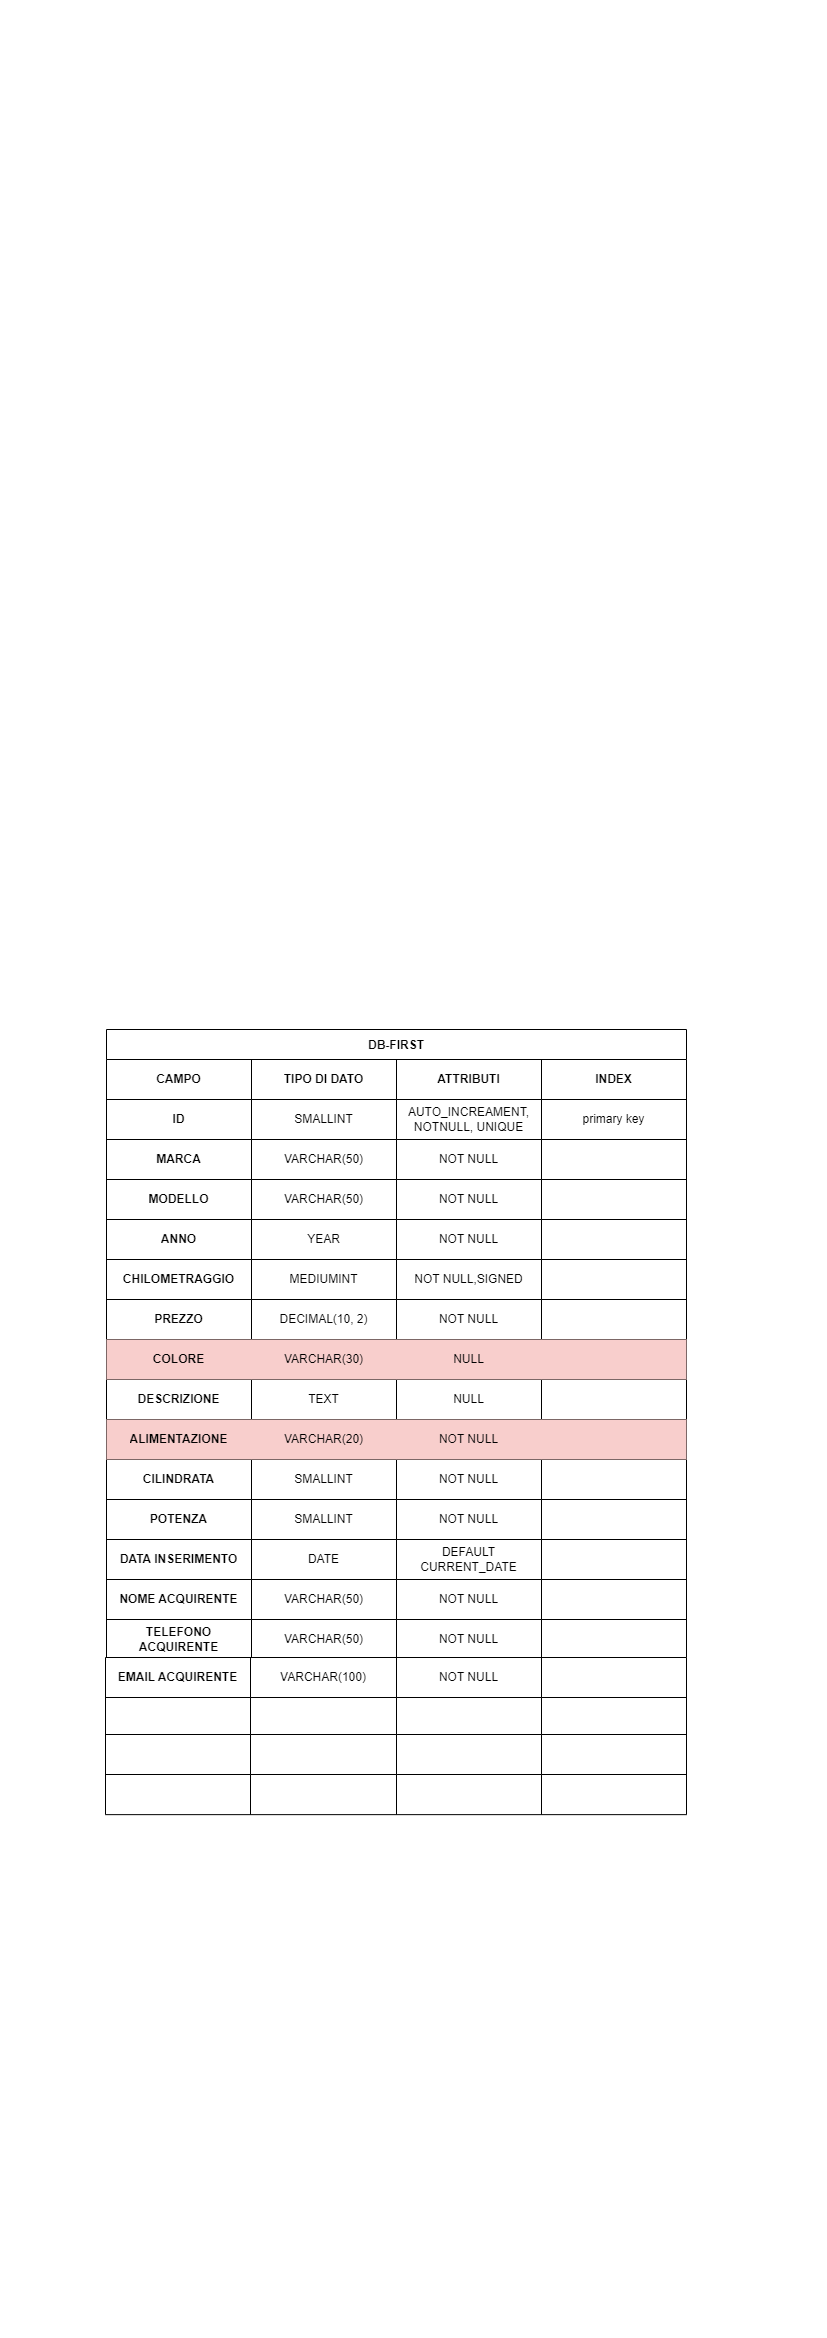 DB-FIRST
CAMPO TIPO DI DATO ATTRIBUTI INDEX
ID SMALLINT AUTO_INCREAMENT, NOTNULL, UNIQUE primary key
MARCA VARCHAR(50) NOT NULL
MODELLO VARCHAR(50) NOT NULL
ANNO YEAR NOT NULL
CHILOMETRAGGIO MEDIUMINT NOT NULL,SIGNED
PREZZO DECIMAL(10, 2) NOT NULL
COLORE VARCHAR(30) NULL
DESCRIZIONE TEXT NULL
ALIMENTAZIONE VARCHAR(20) NOT NULL
CILINDRATA SMALLINT NOT NULL
POTENZA SMALLINT NOT NULL
DATA INSERIMENTO DATE DEFAULT CURRENT_DATE
NOME ACQUIRENTE VARCHAR(50) NOT NULL
TELEFONO ACQUIRENTE VARCHAR(50) NOT NULL
EMAIL ACQUIRENTE VARCHAR(100) NOT NULL